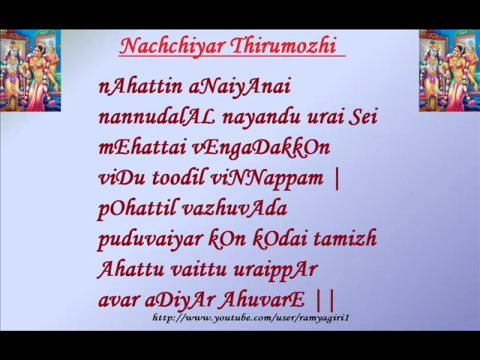 Nachchiyar Thirumozhi
nAhattin aNaiyAnai
nannudalAL nayandu urai Sei
mEhattai vEngaDakkOn
viDu toodil viNNappam |
pOhattil vazhuvAda
puduvaiyar kOn kOdai tamizh
Ahattu vaittu uraippAr
avar aDiyAr AhuvarE ||
http://www.youtube.com/user/ramyagiri1